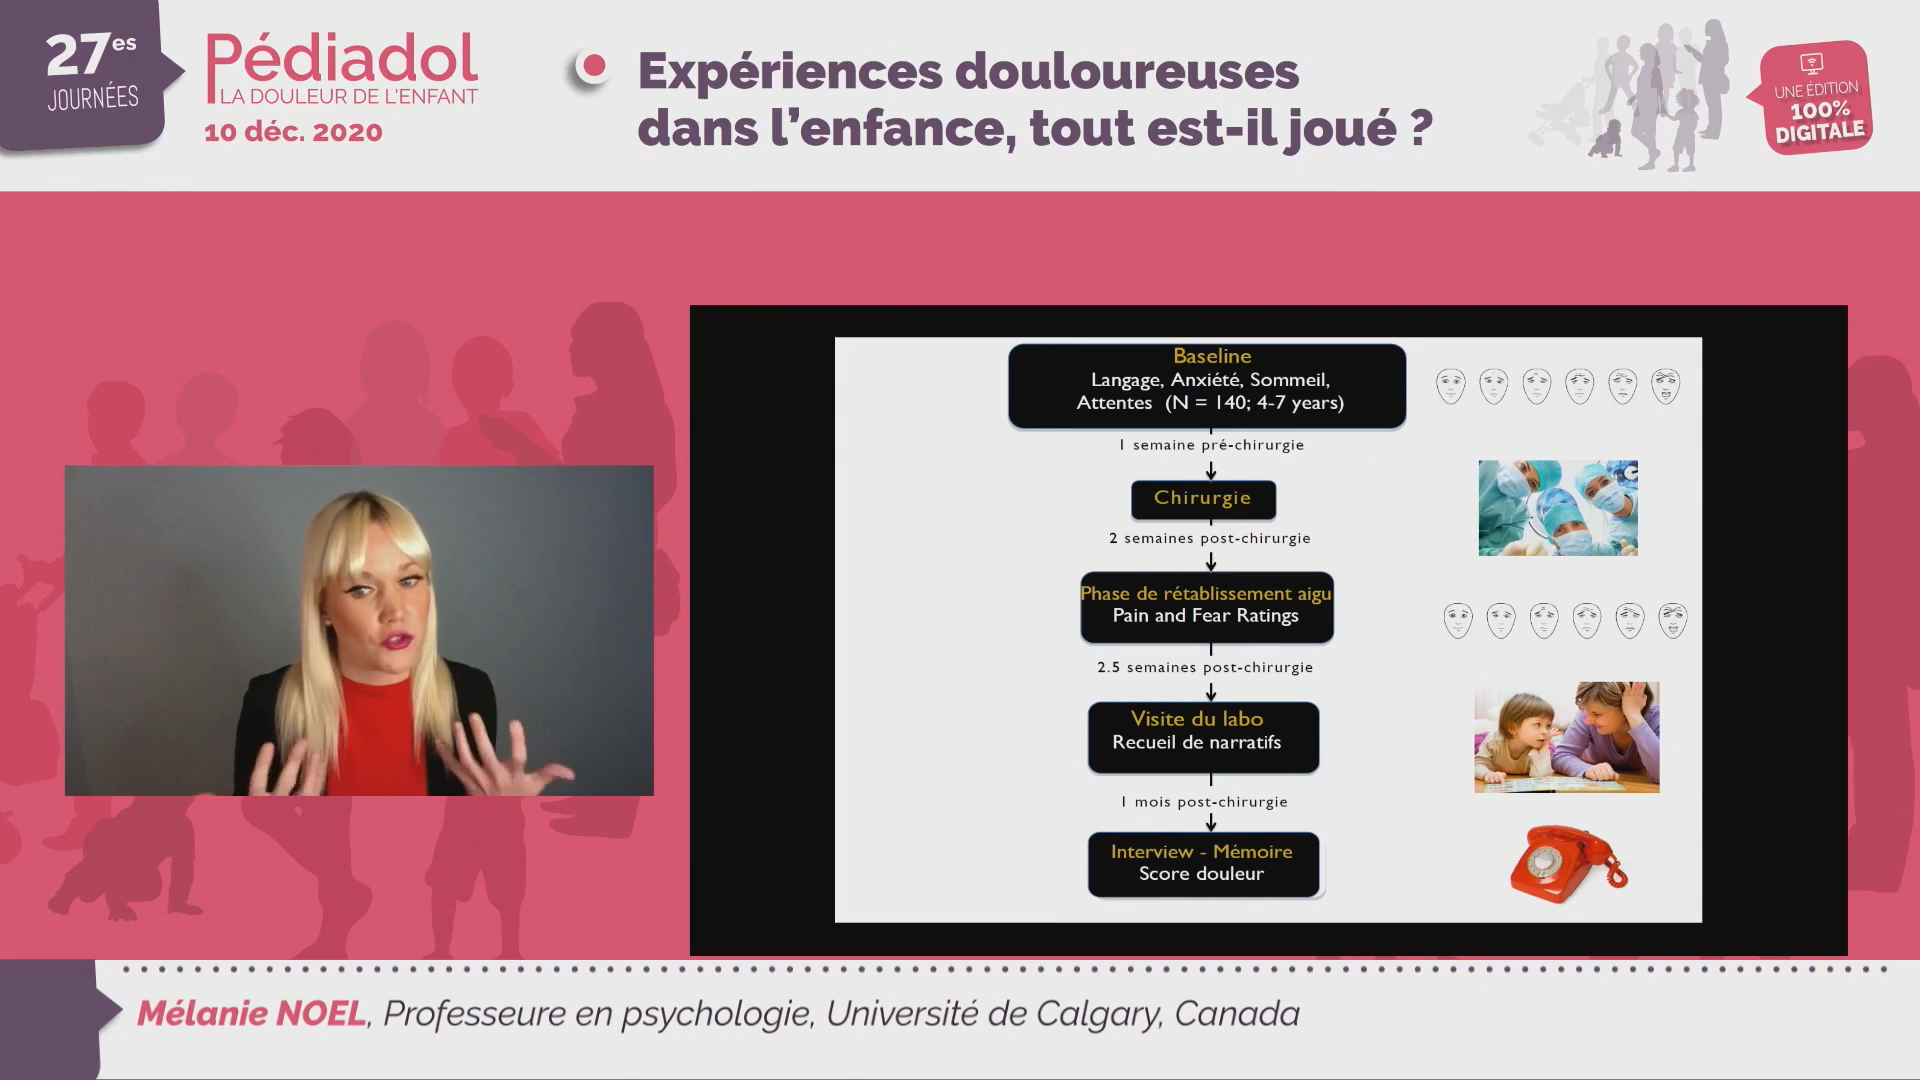 27es
JOURNÉES
Pédiadol
LA DOULEUR DE L'ENFANT
10 déc. 2020
Expériences douloureuses
dans l'enfance, tout est-il joué ?
UNE ÉDITION
100%
DIGITALE
Baseline
Langage, Anxiété, Sommeil,
Attentes (N = 140; 4-7 years)
1 semaine pré-chirurgie
Chirurgie
2 semaines post-chirurgie
Phase de rétablissement aigu
Pain and Fear Ratings
2.5 semaines post-chirurgie
Visite du labo
Recueil de narratifs
1 mois post-chirurgie
Interview - Mémoire
Score douleur
Mélanie NOEL, Professeure en psychologie, Université de Calgary, Canada